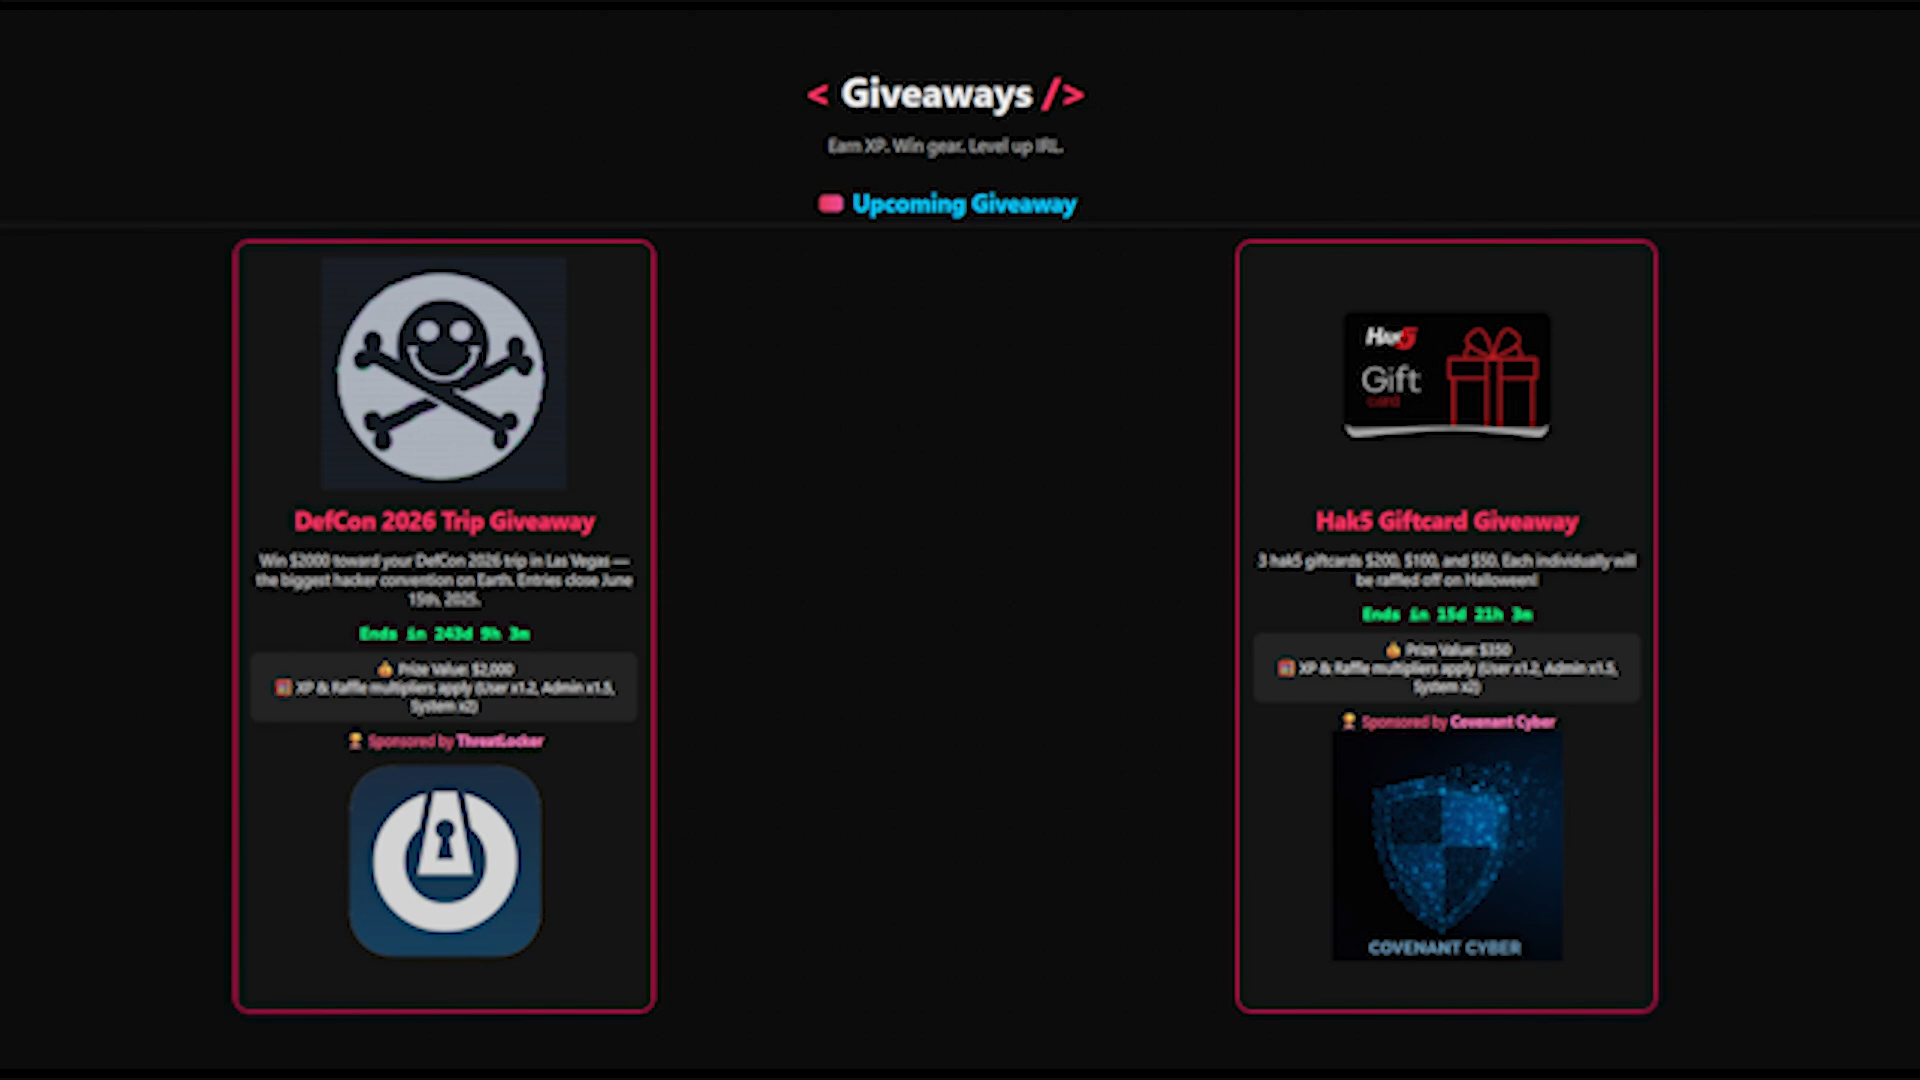 < Giveaways />
Earn XP. Win gear. Level up IRL.
Upcoming Giveaway
DefCon 2026 Trip Giveaway
Win $2000 toward your DefCon 2026 trip in Las Vegas —
the biggest hacker convention on Earth. Entries close June
15th, 2025.
Ends in 243d 9h 3m
Prize Value: $2,000
XP & Raffle multipliers apply (User x1.2, Admin x1.5,
System x2)
Sponsored by ThreatLocker
Hak5
Gift
card
Hak5 Giftcard Giveaway
3 hak5 giftcards $200, $100, and $50, Each individually will
be raffled off on Halloween!
Ends in 15d 21h 3m
Prize Value: $350
XP & Raffle multipliers apply (User x1.2, Admin x1.5,
System x2)
Sponsored by Covenant Cyber
COVENANT CYBER